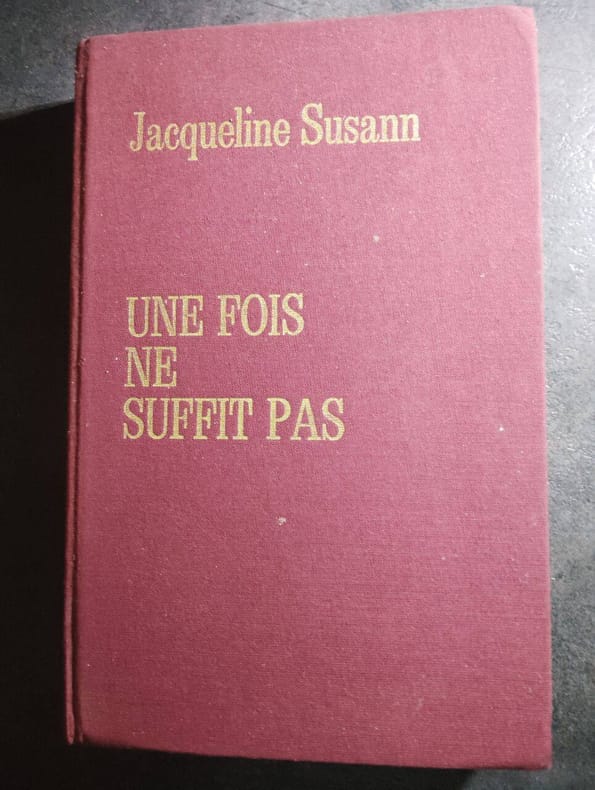 Jacqueline Susann
UNE FOIS
NE
SUFFIT PAS